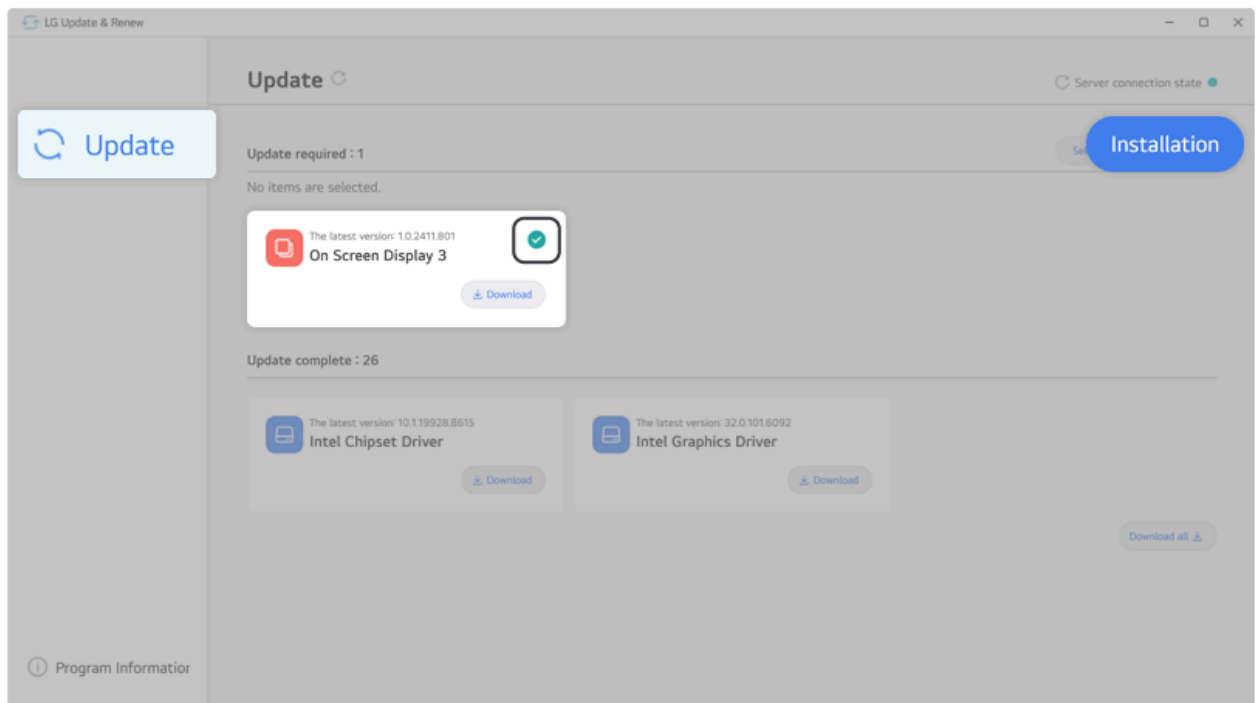 LG Update & Renew
Update
Server connection state
Update
Installation
Update required : 1
No items are selected.
The latest version: 1.0.2411.801
On Screen Display 3
Download
Update complete : 26
The latest version: 10.1.19928.8615
Intel Chipset Driver
Download
The latest version: 32.0.101.6092
Intel Graphics Driver
Download
Download all
Program Information